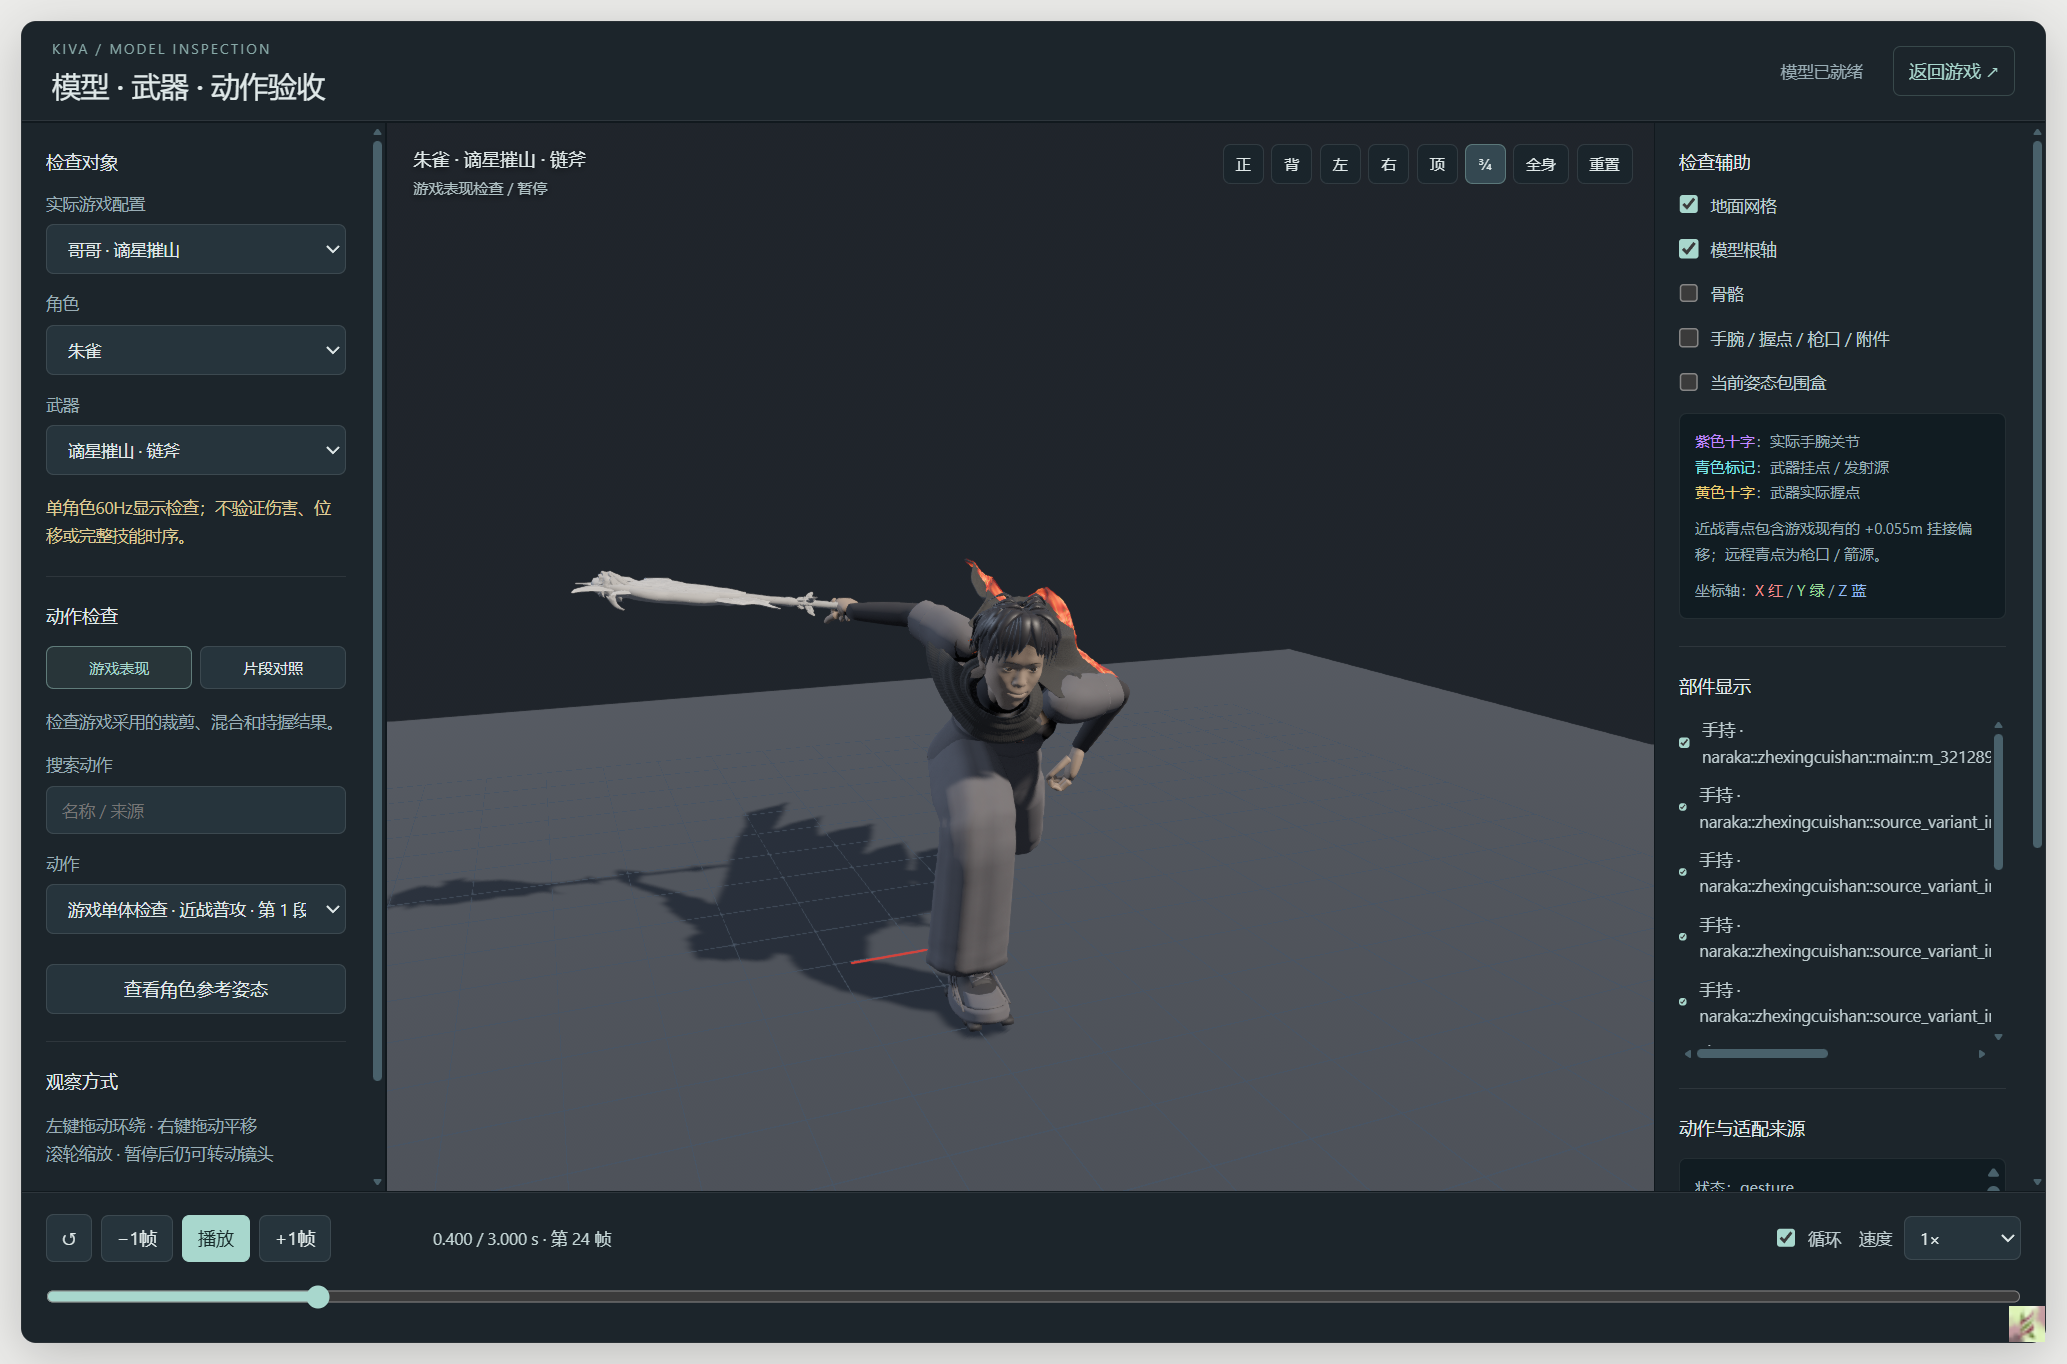 KIVA / MODEL INSPECTION
模型 · 武器 · 动作验收
模型已就绪
返回游戏 ↗
检查对象
实际游戏配置
哥哥 · 谪星摧山
角色
朱雀
武器
谪星摧山 · 链斧
单角色60Hz显示检查；不验证伤害、位
移或完整技能时序。
动作检查
游戏表现
片段对照
检查游戏采用的裁剪、混合和持握结果。
搜索动作
名称 / 来源
动作
游戏单体检查 · 近战普攻 · 第 1 段
查看角色参考姿态
观察方式
左键拖动环绕 · 右键拖动平移
滚轮缩放 · 暂停后仍可转动镜头
朱雀 · 谪星摧山 · 链斧
游戏表现检查 / 暂停
正
背
左
右
顶
¾
全身
重置
检查辅助
地面网格
模型根轴
骨骼
手腕 / 握点 / 枪口 / 附件
当前姿态包围盒
紫色十字：实际手腕关节
青色标记：武器挂点 / 发射源
黄色十字：武器实际握点
近战青点包含游戏现有的 +0.055m 挂接偏
移；远程青点为枪口 / 箭源。
坐标轴：X 红 / Y 绿 / Z 蓝
部件显示
手持 ·
naraka::zhexingcuishan::main::m_321289
手持 ·
naraka::zhexingcuishan::source_variant_i
手持 ·
naraka::zhexingcuishan::source_variant_i
手持 ·
naraka::zhexingcuishan::source_variant_i
手持 ·
naraka::zhexingcuishan::source_variant_i
动作与适配来源
状态：gesture
↺
−1帧
播放
+1帧
0.400 / 3.000 s · 第 24 帧
循环
速度
1×